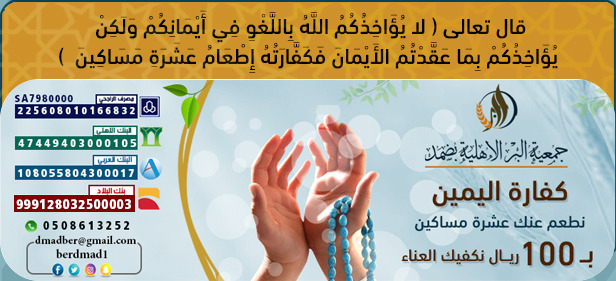 قال تعالى ( لا يُؤَاخِذُكُمُ اللَّهُ بِاللَّغْوِ فِي أَيْمَانِكُمْ وَلَكِنْ
يُؤَاخِذُكُمْ بِمَا عَقَّدْتُمُ الأَيْمَانَ فَكَفَّارَتُهُ إِطْعَامُ عَشَرَةِ مَسَاكِينَ )
جمعية البر الأهلية بضمد
كفارة اليمين
نطعم عنك عشرة مساكين
بـ 100 ريال نكفيك العناء
SA7980000 مصرف الراجحي
225608010166832
البنك الاهلي
47449403000105
البنك العربي
108055804300017
بنك البلاد
999128032500003
0508613252
dmadber@gmail.com
berdmad1